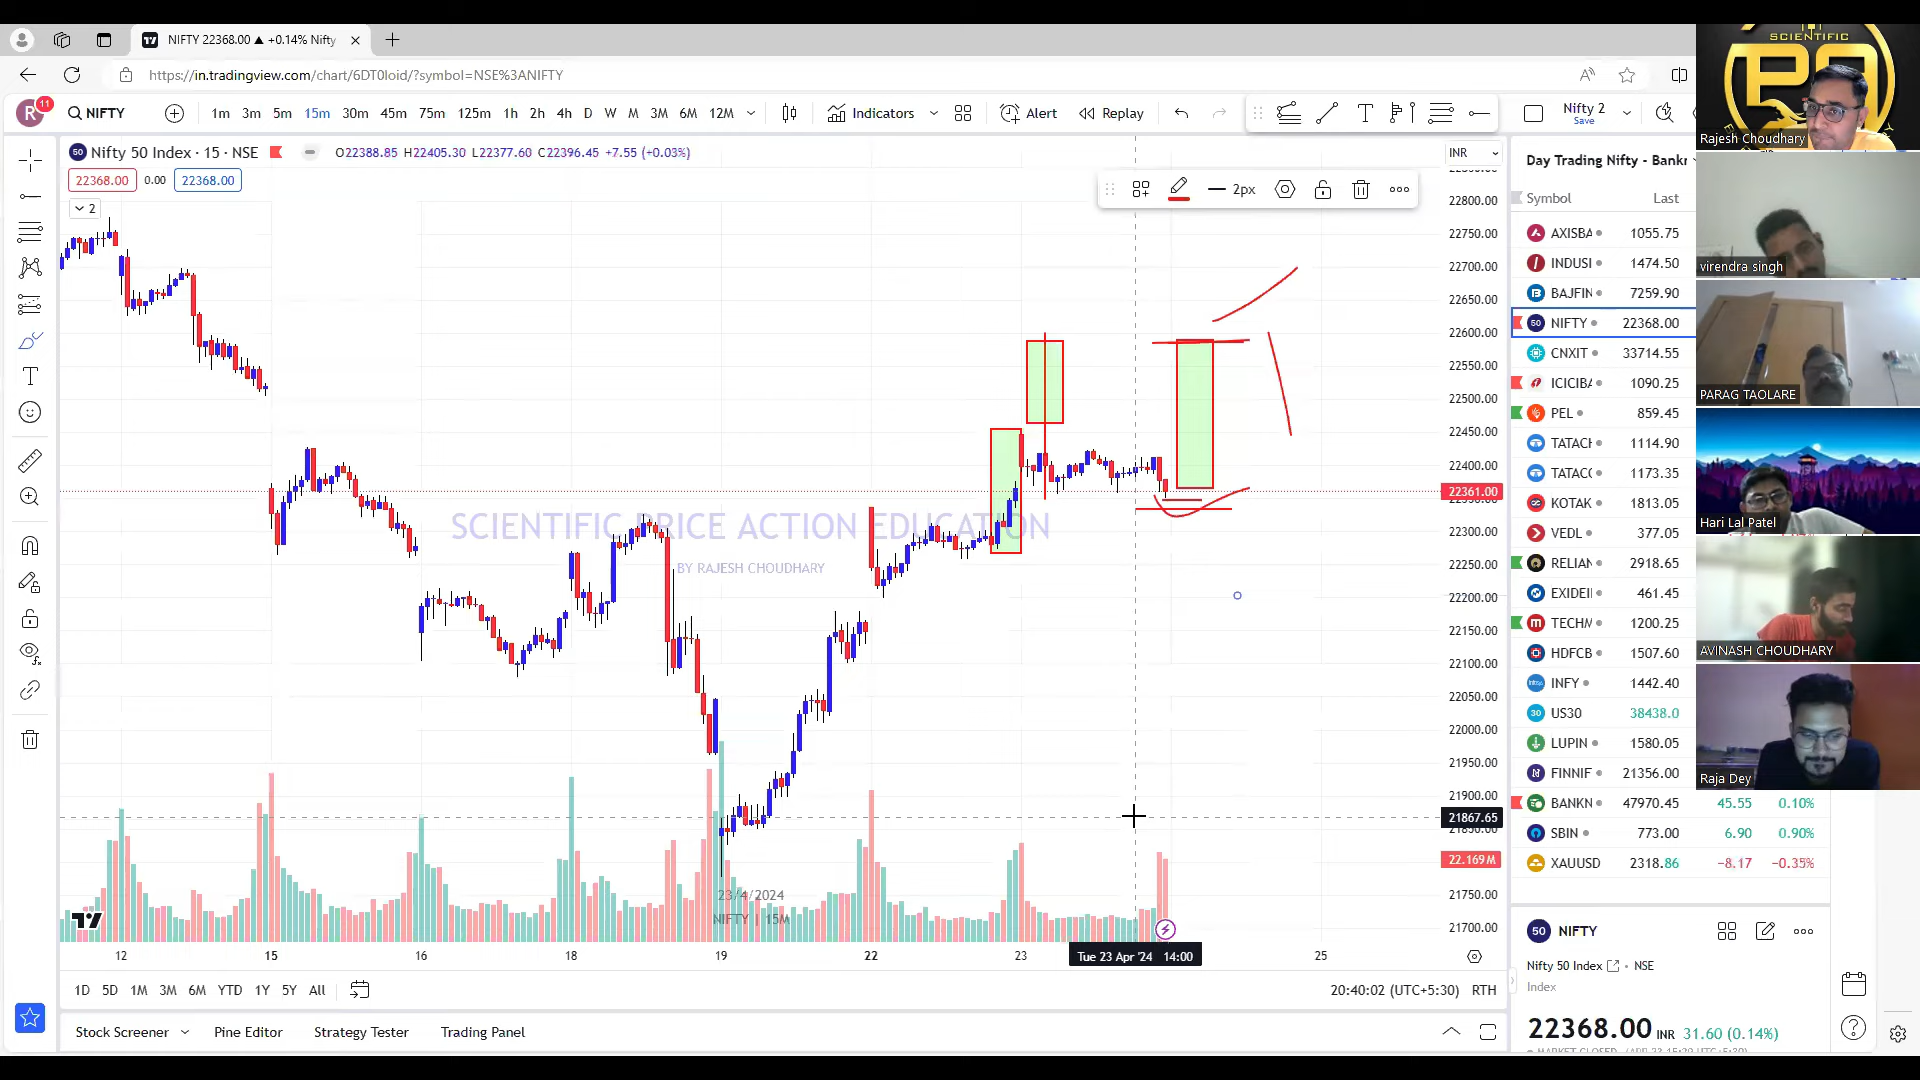 NIFTY 22368.00 ▲ +0.14% Nifty
https://in.tradingview.com/chart/6DT0loid/?symbol=NSE%3ANIFTY
R 11 NIFTY 1m 3m 5m 15m 30m 45m 75m 125m 1h 2h 4h D W M 3M 6M 12M Indicators Alert Replay Nifty 2
Save
Nifty 50 Index · 15 · NSE O22388.85 H22405.30 L22377.60 C22396.45 +7.55 (+0.03%)
22368.00 0.00 22368.00
2
2px
INR
22800.00
22750.00
22700.00
22650.00
22600.00
22550.00
22500.00
22450.00
22400.00
22361.00
22300.00
22250.00
22200.00
22150.00
22100.00
22050.00
22000.00
21950.00
21900.00
21867.65
21850.00
22.169M
21750.00
21700.00
SCIENTIFIC PRICE ACTION EDUCATION
BY RAJESH CHOUDHARY
23/4/2024
NIFTY | 15M
12 15 16 18 19 22 23 Tue 23 Apr '24 14:00 25
1D 5D 1M 3M 6M YTD 1Y 5Y All 20:40:02 (UTC+5:30) RTH
Stock Screener Pine Editor Strategy Tester Trading Panel
Day Trading Nifty - Bankr
Symbol Last
AXISBA 1055.75
INDUSI 1474.50
BAJFIN 7259.90
NIFTY 22368.00
CNXIT 33714.55
ICICIBA 1090.25
PEL 859.45
TATACH 1114.90
TATACC 1173.35
KOTAK 1813.05
VEDL 377.05
RELIAN 2918.65
EXIDEII 461.45
TECHM 1200.25
HDFCB 1507.60
INFY 1442.40
US30 38438.0
LUPIN 1580.05
FINNIF 21356.00
BANKN 47970.45 45.55 0.10%
SBIN 773.00 6.90 0.90%
XAUUSD 2318.86 −8.17 −0.35%
50 NIFTY
Nifty 50 Index · NSE
Index
22368.00 INR 31.60 (0.14%)
SCIENTIFIC
Rajesh Choudhary
virendra singh
PARAG TAOLARE
Hari Lal Patel
AVINASH CHOUDHARY
Raja Dey